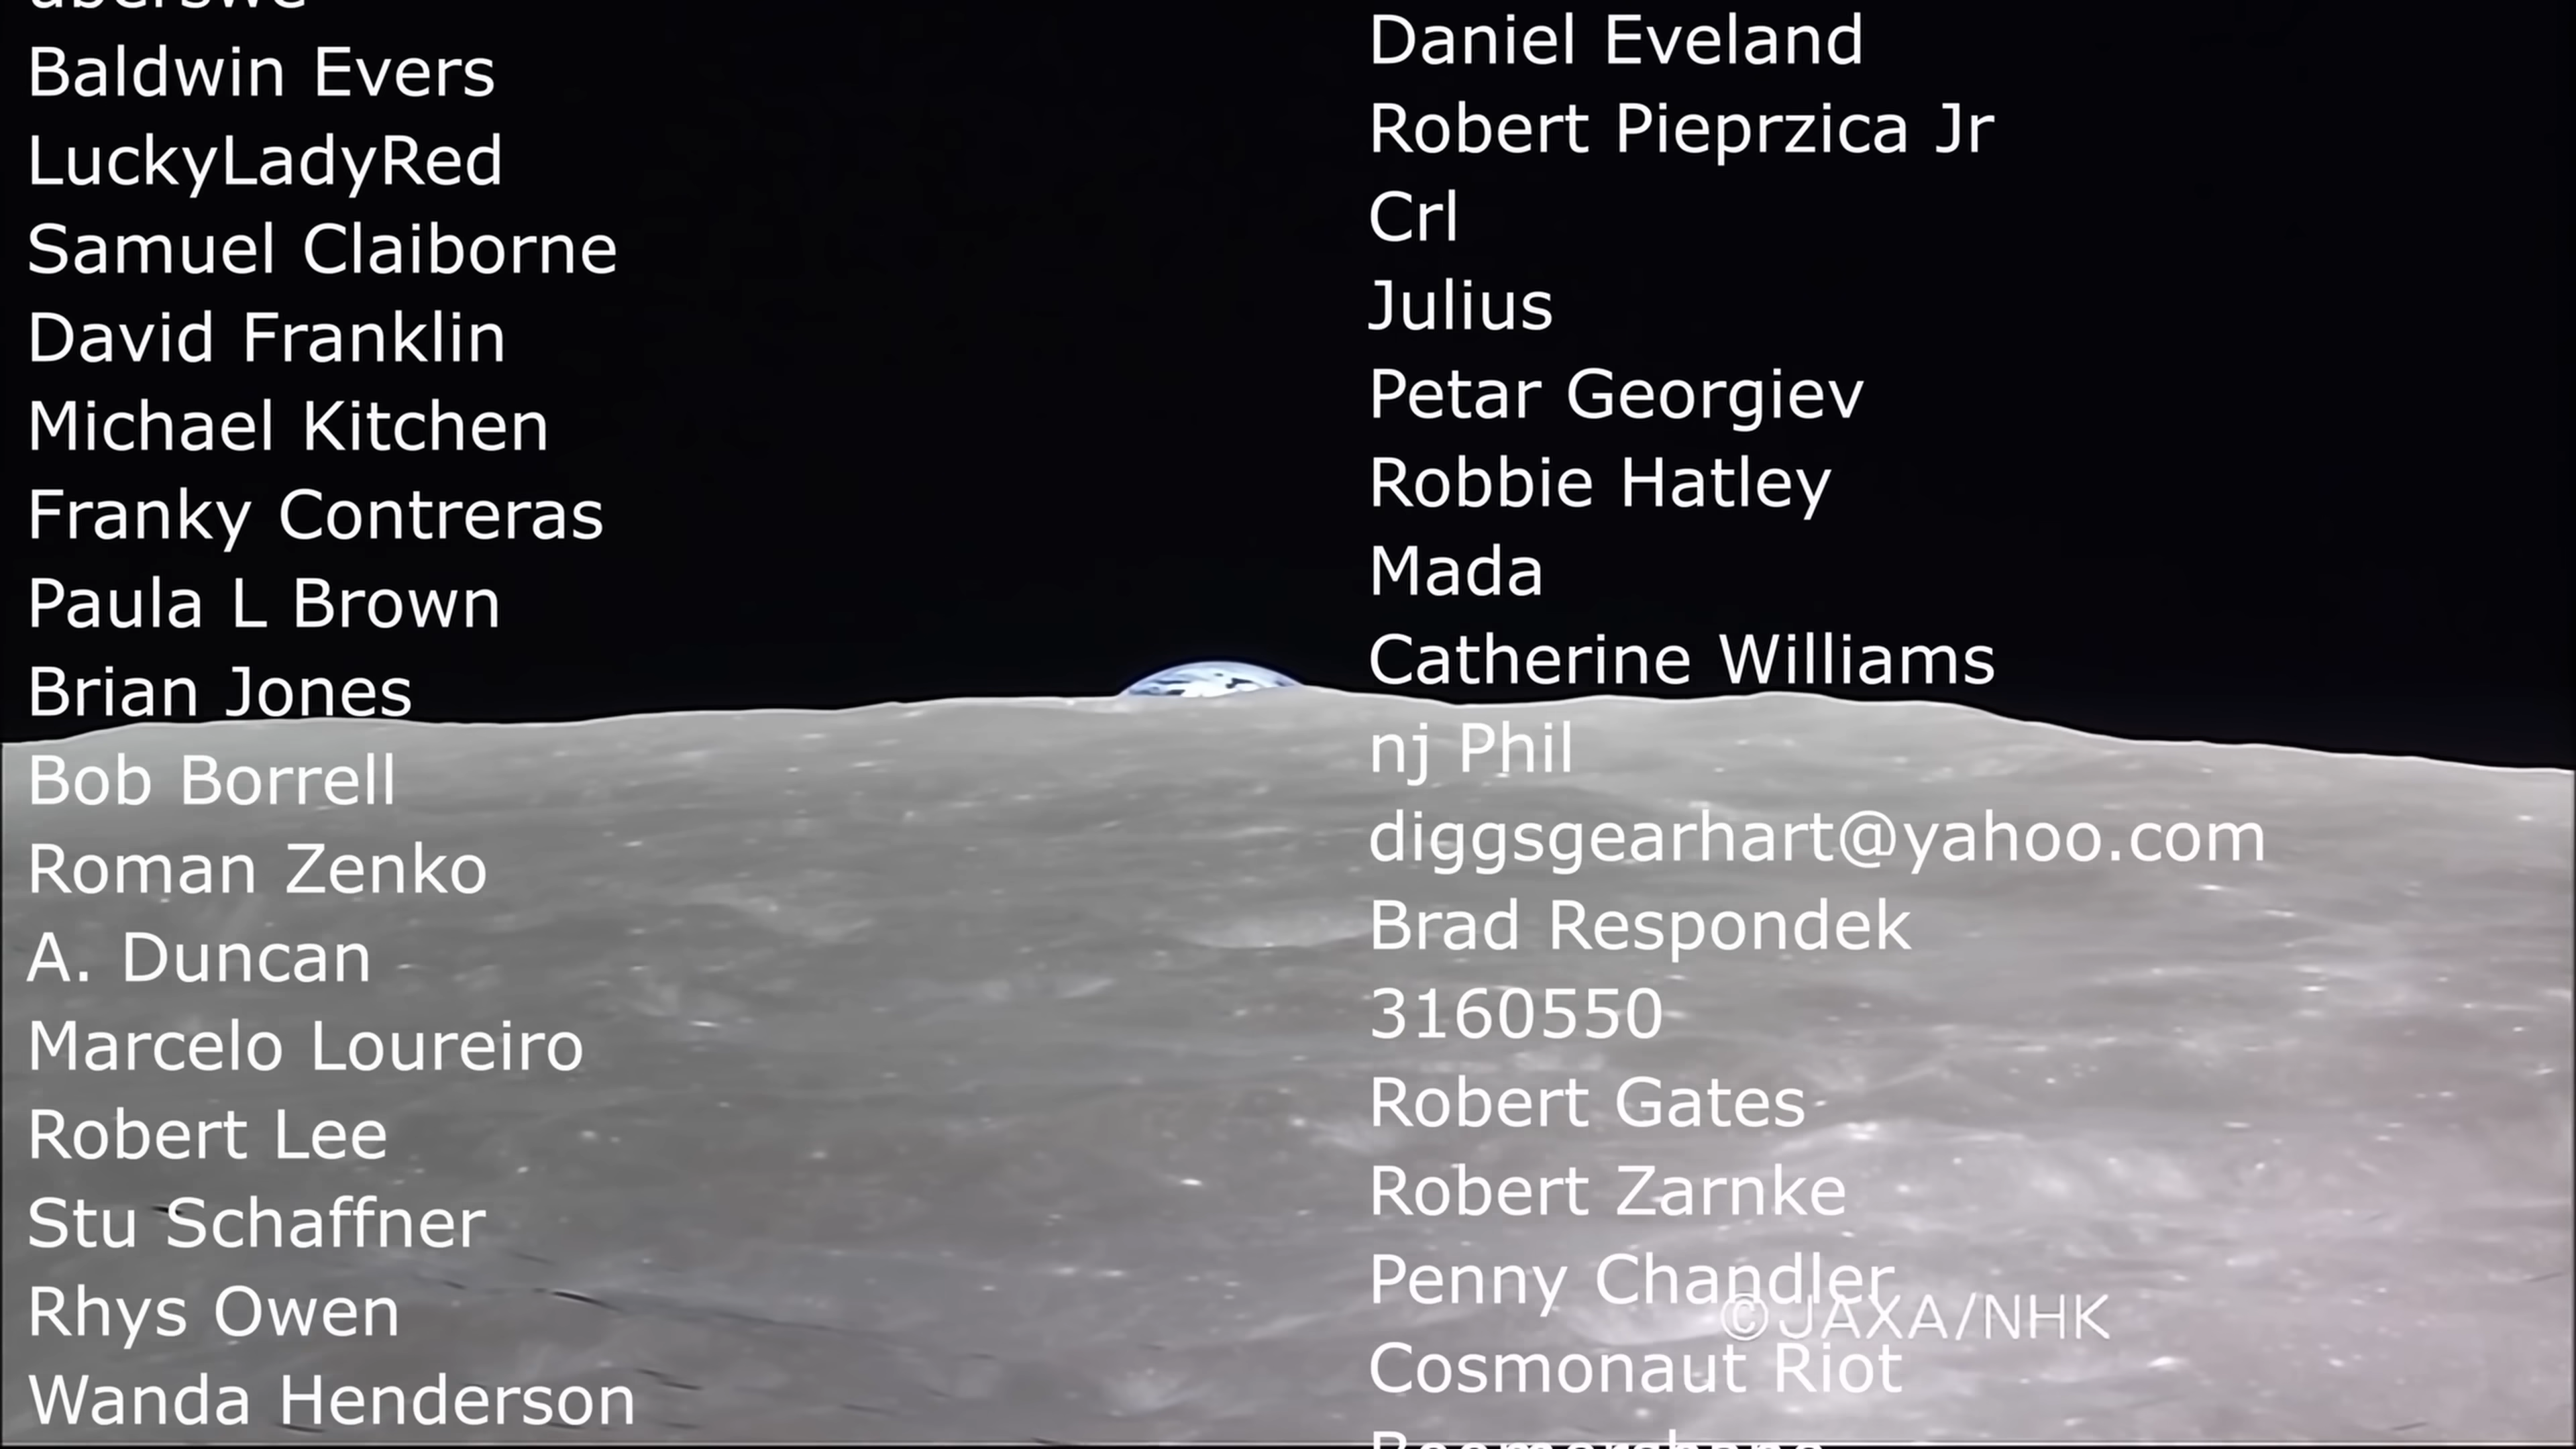 Baldwin Evers
LuckyLadyRed
Samuel Claiborne
David Franklin
Michael Kitchen
Franky Contreras
Paula L Brown
Brian Jones
Bob Borrell
Roman Zenko
A. Duncan
Marcelo Loureiro
Robert Lee
Stu Schaffner
Rhys Owen
Wanda Henderson
Daniel Eveland
Robert Pieprzica Jr
Crl
Julius
Petar Georgiev
Robbie Hatley
Mada
Catherine Williams
nj Phil
diggsgearhart@yahoo.com
Brad Respondek
3160550
Robert Gates
Robert Zarnke
Penny Chandler
©JAXA/NHK
Cosmonaut Riot